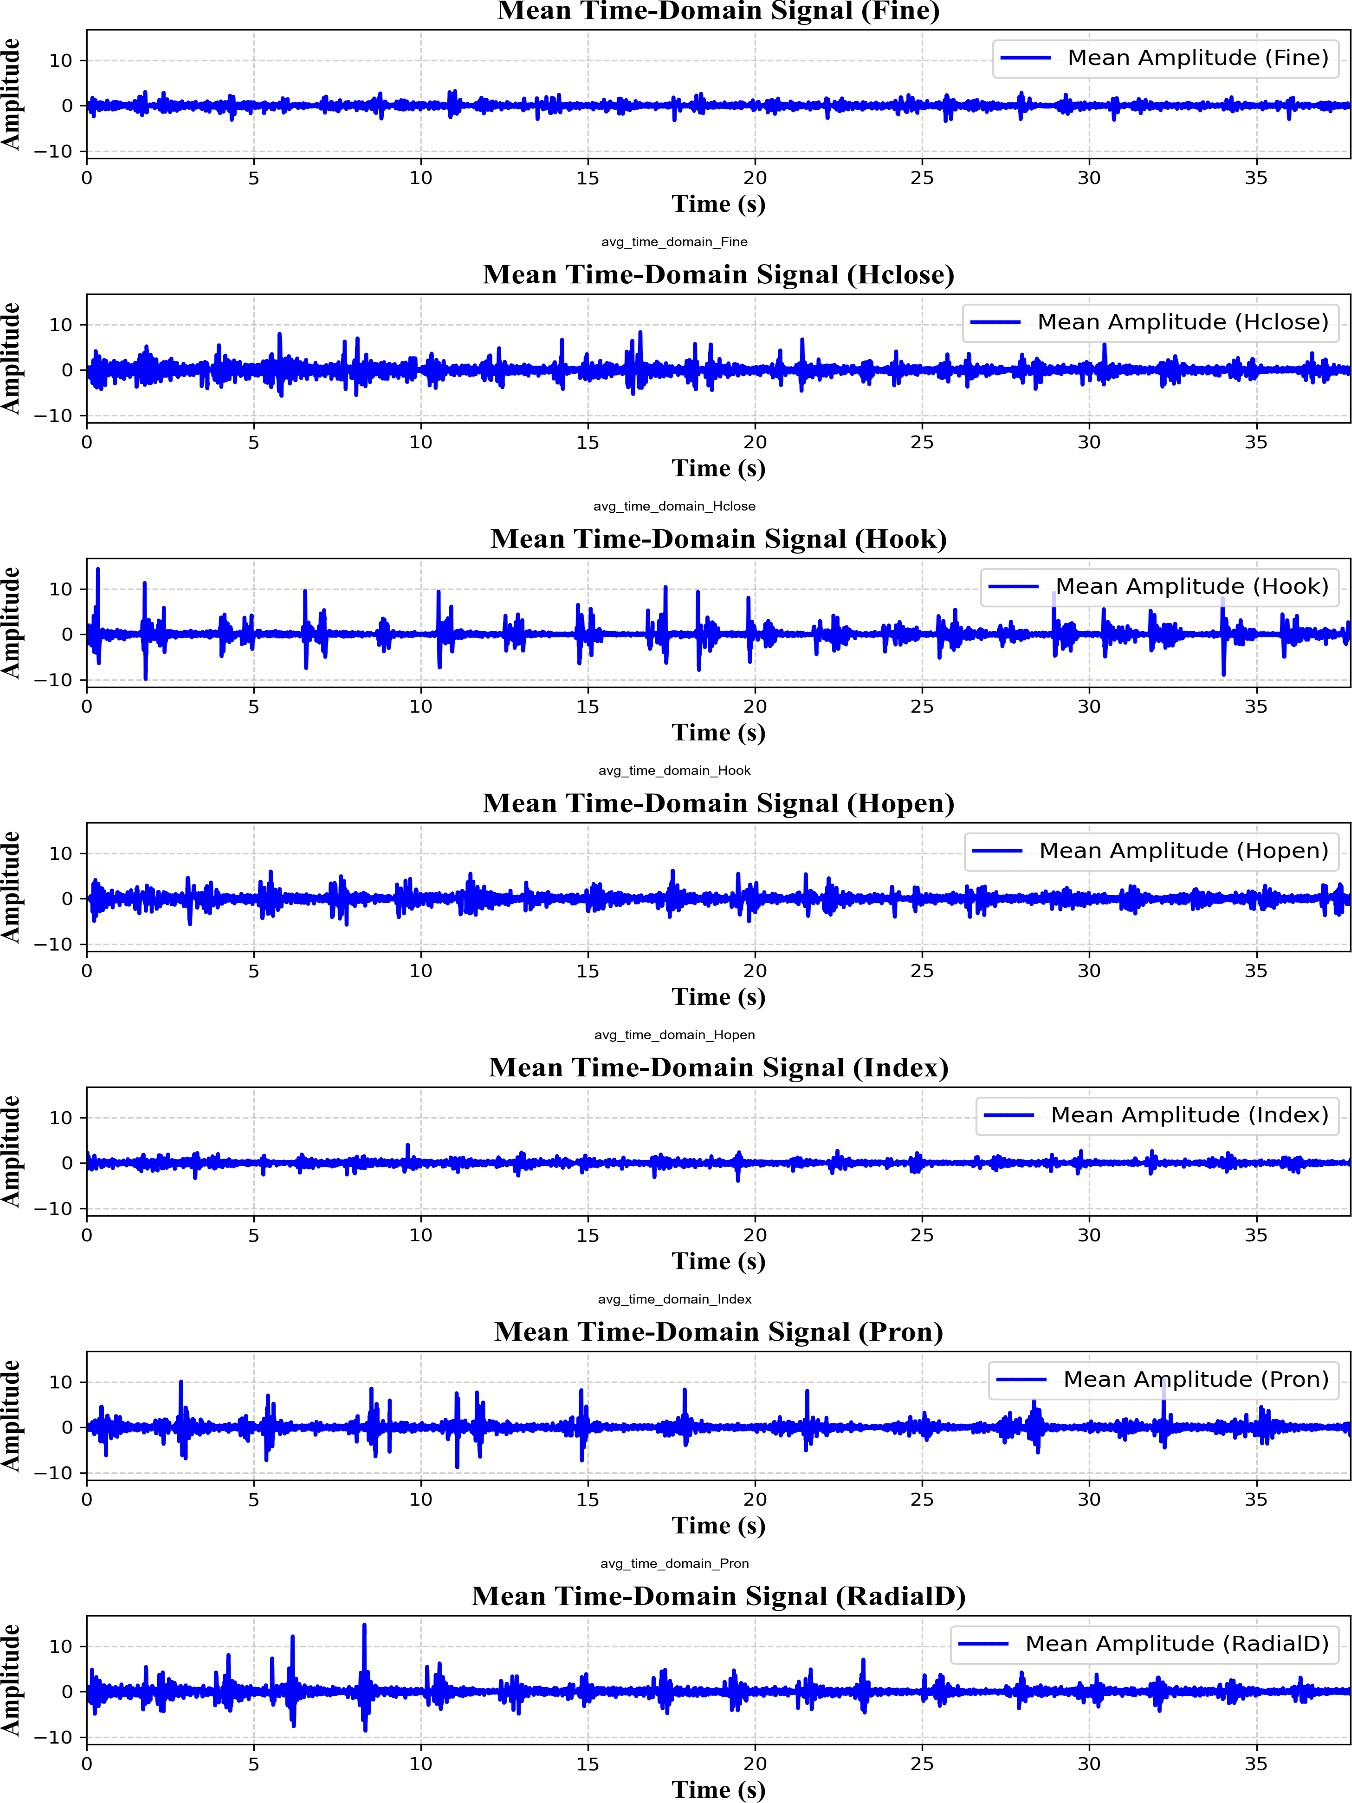 Mean Time-Domain Signal (Fine)
Amplitude
10
0
−10
Mean Amplitude (Fine)
0 5 10 15 20 25 30 35
Time (s)
avg_time_domain_Fine
Mean Time-Domain Signal (Hclose)
Amplitude
10
0
−10
Mean Amplitude (Hclose)
0 5 10 15 20 25 30 35
Time (s)
avg_time_domain_Hclose
Mean Time-Domain Signal (Hook)
Amplitude
10
0
−10
Mean Amplitude (Hook)
0 5 10 15 20 25 30 35
Time (s)
avg_time_domain_Hook
Mean Time-Domain Signal (Hopen)
Amplitude
10
0
−10
Mean Amplitude (Hopen)
0 5 10 15 20 25 30 35
Time (s)
avg_time_domain_Hopen
Mean Time-Domain Signal (Index)
Amplitude
10
0
−10
Mean Amplitude (Index)
0 5 10 15 20 25 30 35
Time (s)
avg_time_domain_Index
Mean Time-Domain Signal (Pron)
Amplitude
10
0
−10
Mean Amplitude (Pron)
0 5 10 15 20 25 30 35
Time (s)
avg_time_domain_Pron
Mean Time-Domain Signal (RadialD)
Amplitude
10
0
−10
Mean Amplitude (RadialD)
0 5 10 15 20 25 30 35
Time (s)